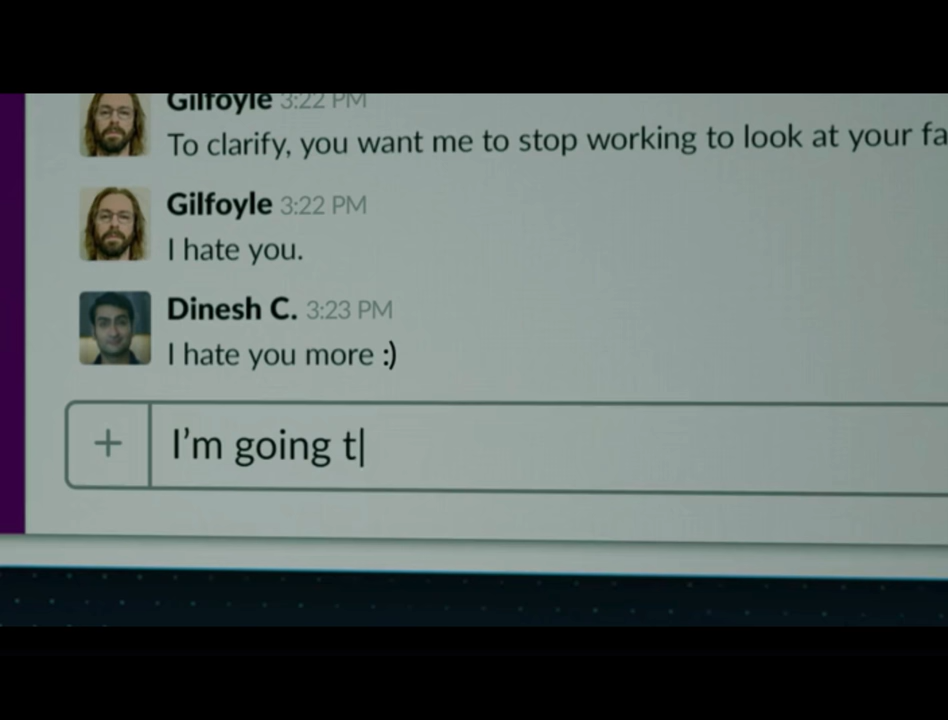 Gilfoyle 3:22 PM
To clarify, you want me to stop working to look at your
Gilfoyle 3:22 PM
I hate you.
Dinesh C. 3:23 PM
I hate you more :)
+
I'm going t